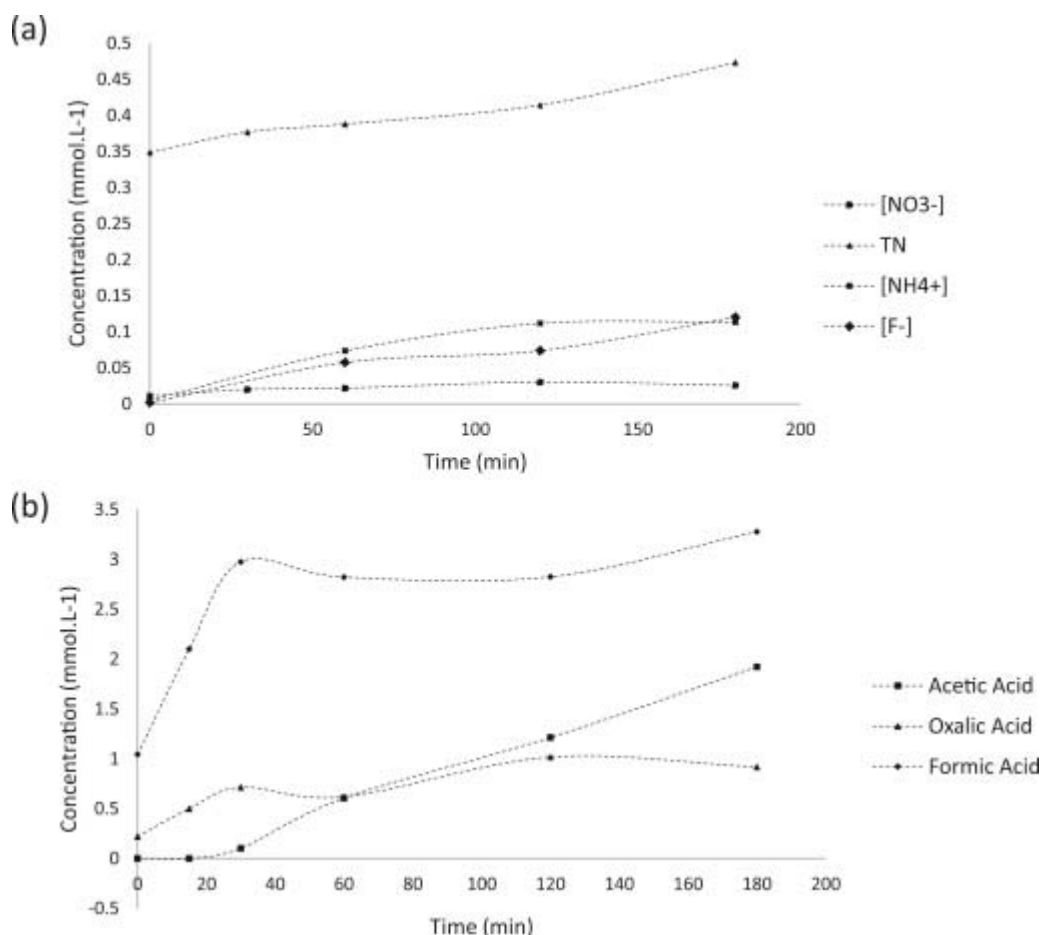 (a)
0.5
0.45
0.4
0.35
0.3
0.25
0.2
0.15
0.1
0.05
0
Concentration (mmol.L-1)
0 50 100 150 200
Time (min)
[NO3-]
TN
[NH4+]
[F-]
(b)
3.5
3
2.5
2
1.5
1
0.5
0
-0.5
Concentration (mmol.L-1)
0 20 40 60 80 100 120 140 160 180 200
Time (min)
Acetic Acid
Oxalic Acid
Formic Acid